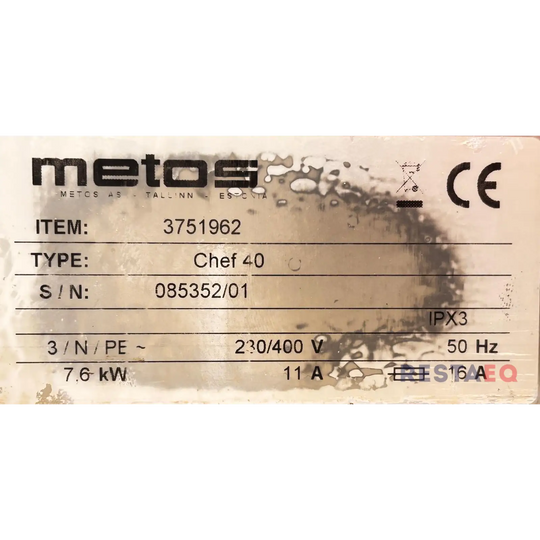 metos
METOS AS - TALLINN - ESTONIA
ITEM: 3751962
TYPE: Chef 40
S / N: 085352/01
IPX3
3 / N / PE ~ 230/400 V 50 Hz
7.6 kW 11 A 16 A
RESTAEQ
CE